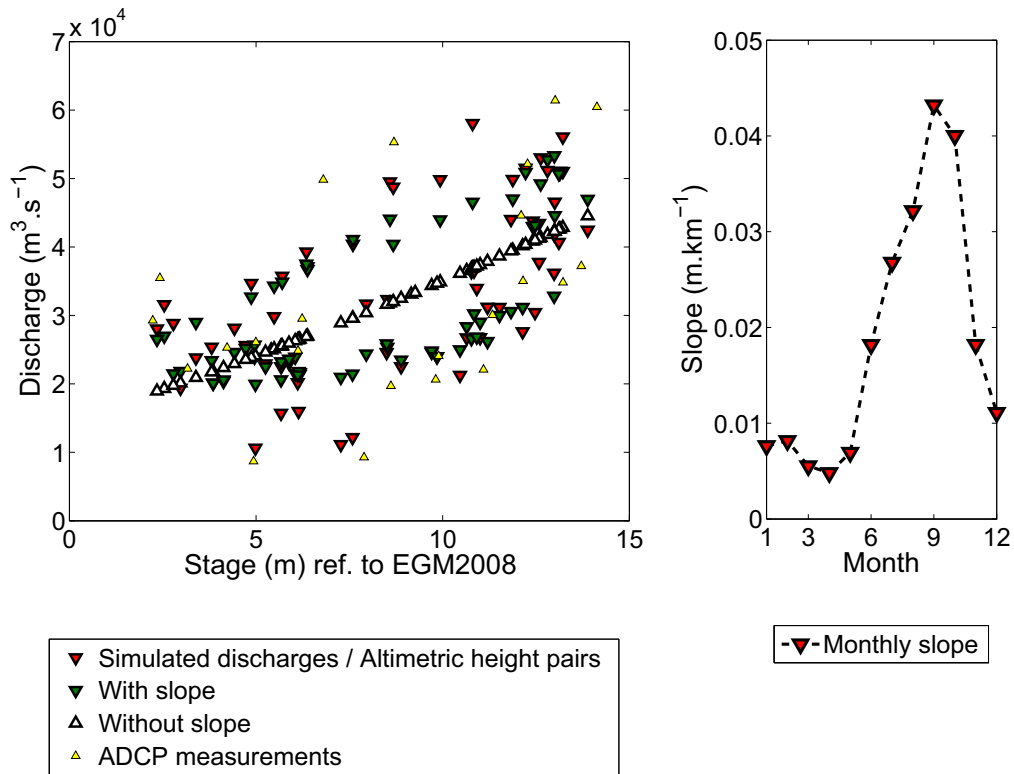 7 x 10^4
6
5
4
3
2
1
0
0 5 10 15
Discharge (m^3.s^−1)
Stage (m) ref. to EGM2008
0.05
0.04
0.03
0.02
0.01
0
1 3 6 9 12
Slope (m.km^−1)
Month
Simulated discharges / Altimetric height pairs
With slope
Without slope
ADCP measurements
Monthly slope